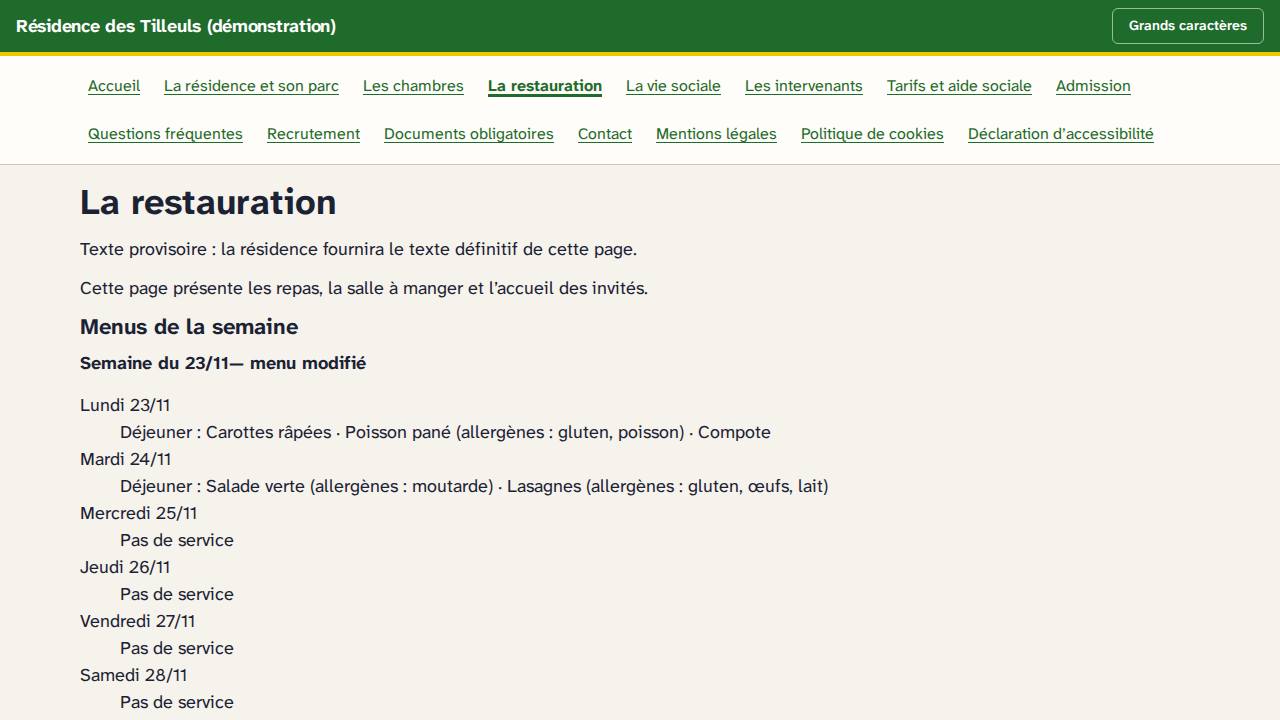 Résidence des Tilleuls (démonstration)
Grands caractères
Accueil La résidence et son parc Les chambres La restauration La vie sociale Les intervenants Tarifs et aide sociale Admission
Questions fréquentes Recrutement Documents obligatoires Contact Mentions légales Politique de cookies Déclaration d’accessibilité
La restauration
Texte provisoire : la résidence fournira le texte définitif de cette page.
Cette page présente les repas, la salle à manger et l’accueil des invités.
Menus de la semaine
Semaine du 23/11— menu modifié
Lundi 23/11
Déjeuner : Carottes râpées · Poisson pané (allergènes : gluten, poisson) · Compote
Mardi 24/11
Déjeuner : Salade verte (allergènes : moutarde) · Lasagnes (allergènes : gluten, œufs, lait)
Mercredi 25/11
Pas de service
Jeudi 26/11
Pas de service
Vendredi 27/11
Pas de service
Samedi 28/11
Pas de service